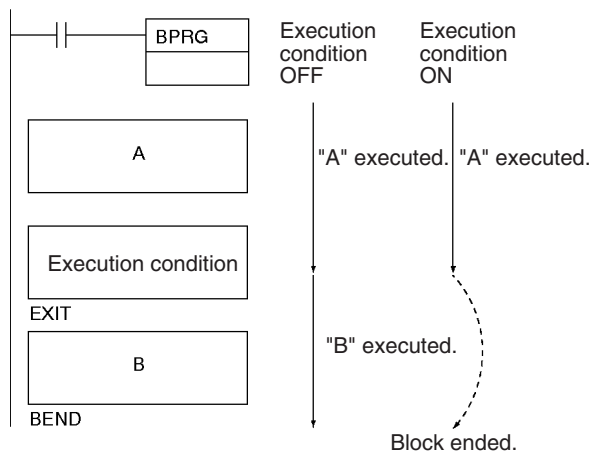 BPRG
Execution
condition
OFF
Execution
condition
ON
A
"A" executed.
"A" executed.
Execution condition
EXIT
B
"B" executed.
BEND
Block ended.